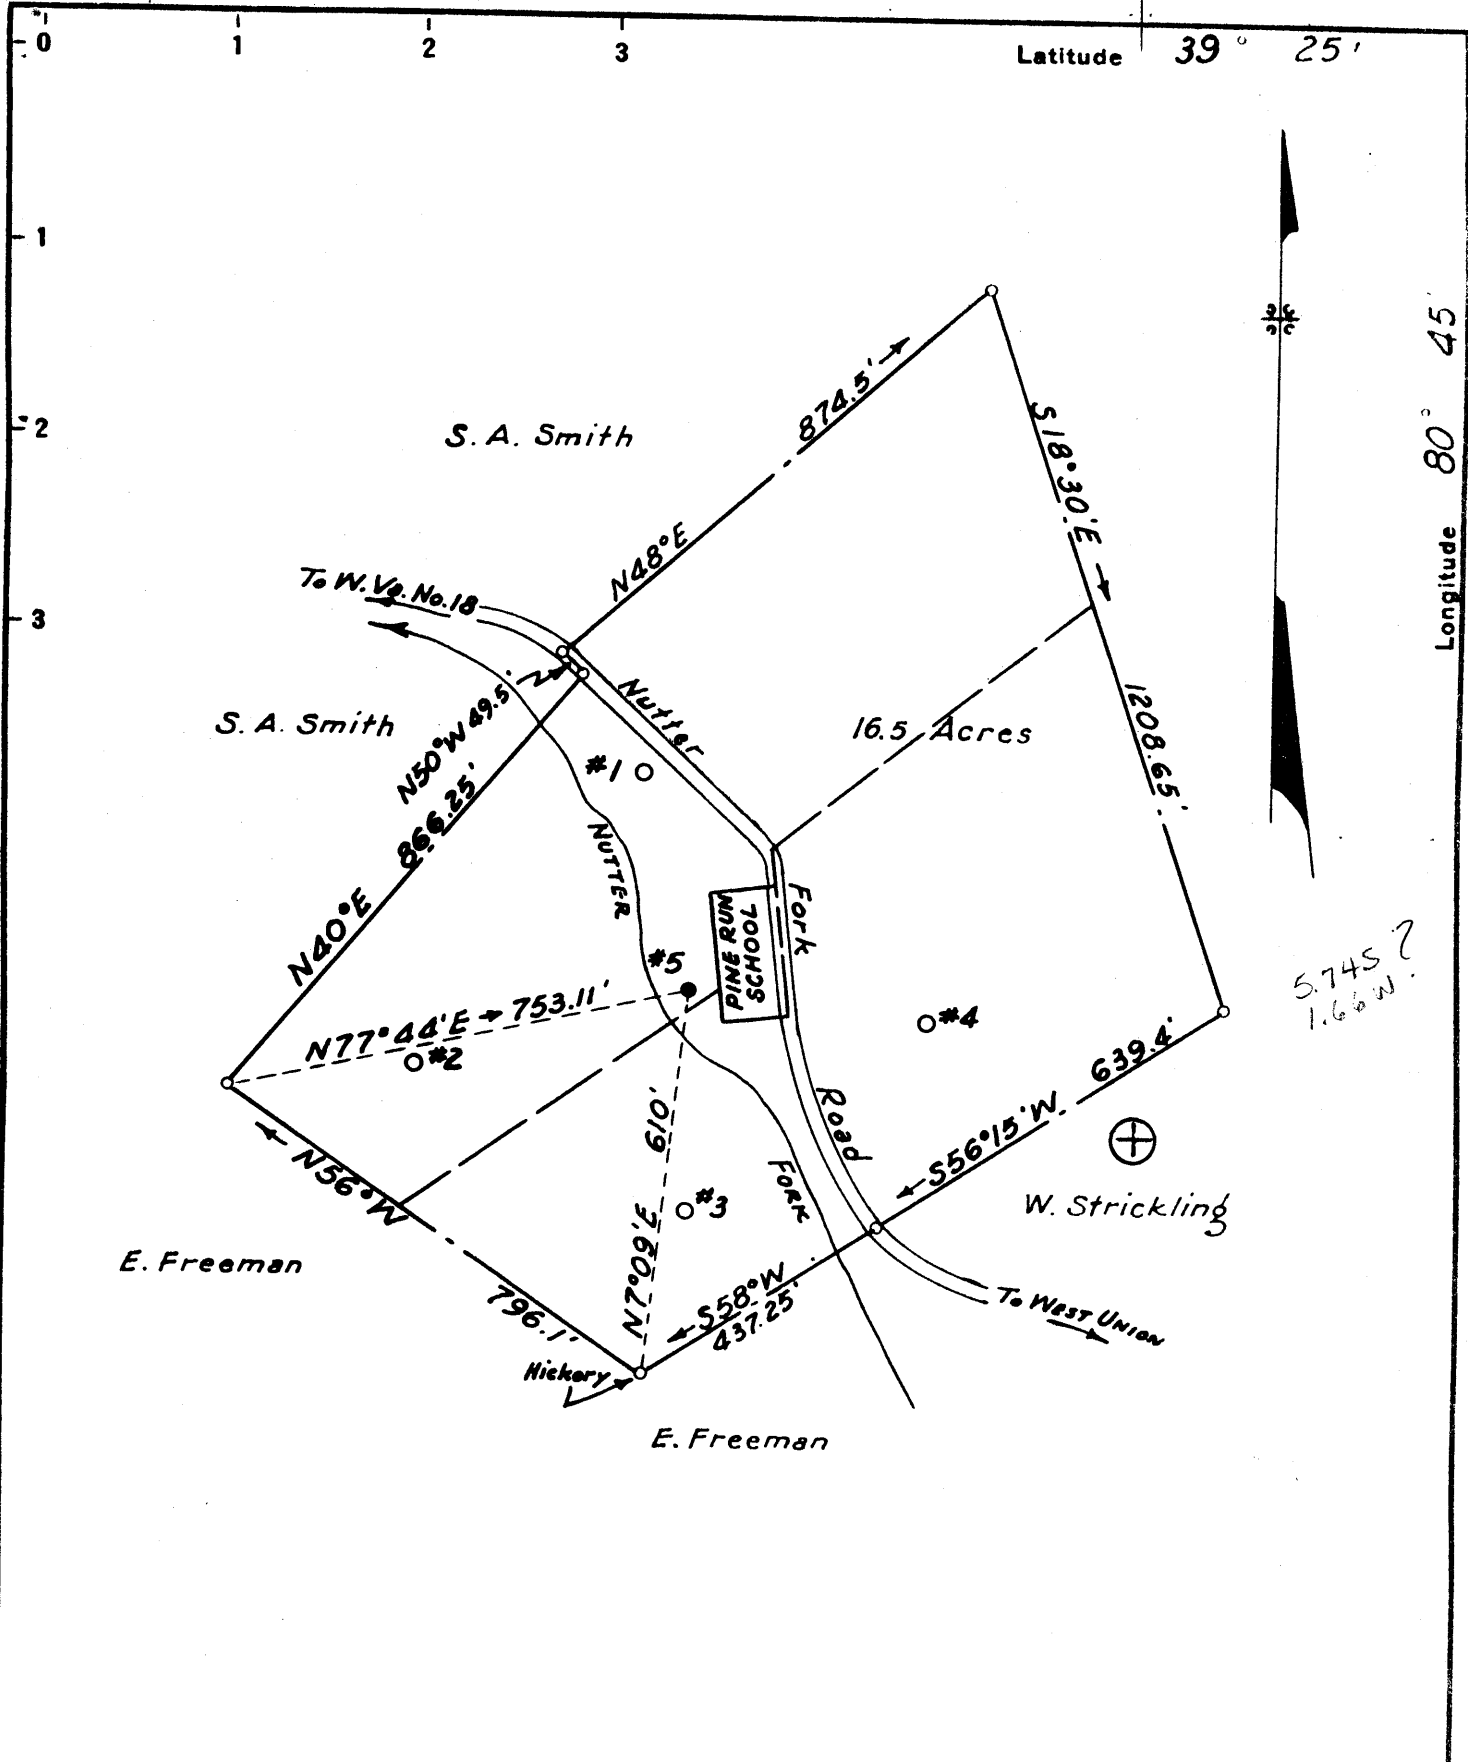 0
1
2
3
Latitude 39° 25'
1
2
3
Longitude 80° 45'
874.5'
S18°30'E
S. A. Smith
N48°E
To W.Va. No.18
Nutter
1208.65'
S. A. Smith
N50°W 49.5'
16.5 Acres
#1
866.25'
NUTTER
Fork
N40°E
PINE RUN
SCHOOL
#5
5.74S ?
1.66W
N77°44'E 753.11'
#4
#2
639.4'
610'
Road
S56°15'W
N56°W
FORK
W. Strickling
#3
E. Freeman
N7°09'E
S58°W
437.25'
796.1'
To West Union
Hickory
E. Freeman